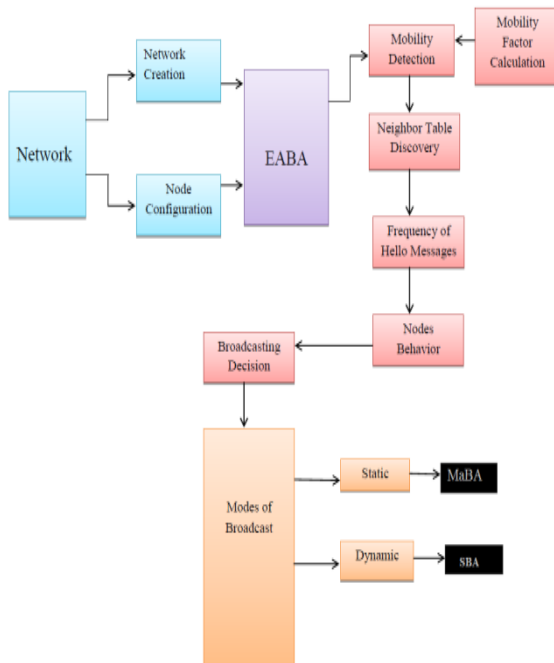 Network
Network
Creation
Node
Configuration
EABA
Mobility
Detection
Mobility
Factor
Calculation
Neighbor Table
Discovery
Frequency of
Hello Messages
Nodes
Behavior
Broadcasting
Decision
Modes of
Broadcast
Static
MaBA
Dynamic
SBA